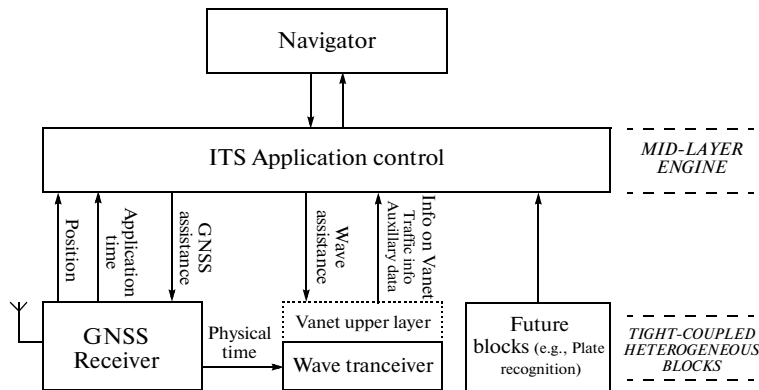 Navigator
ITS Application control
MID-LAYER
ENGINE
Position
Application
time
GNSS
assistance
Wave
assistance
Info on Vanet
Traffic info
Auxillary data
GNSS
Receiver
Physical
time
Vanet upper layer
Wave tranceiver
Future
blocks (e.g., Plate
recognition)
TIGHT-COUPLED
HETEROGENEOUS
BLOCKS